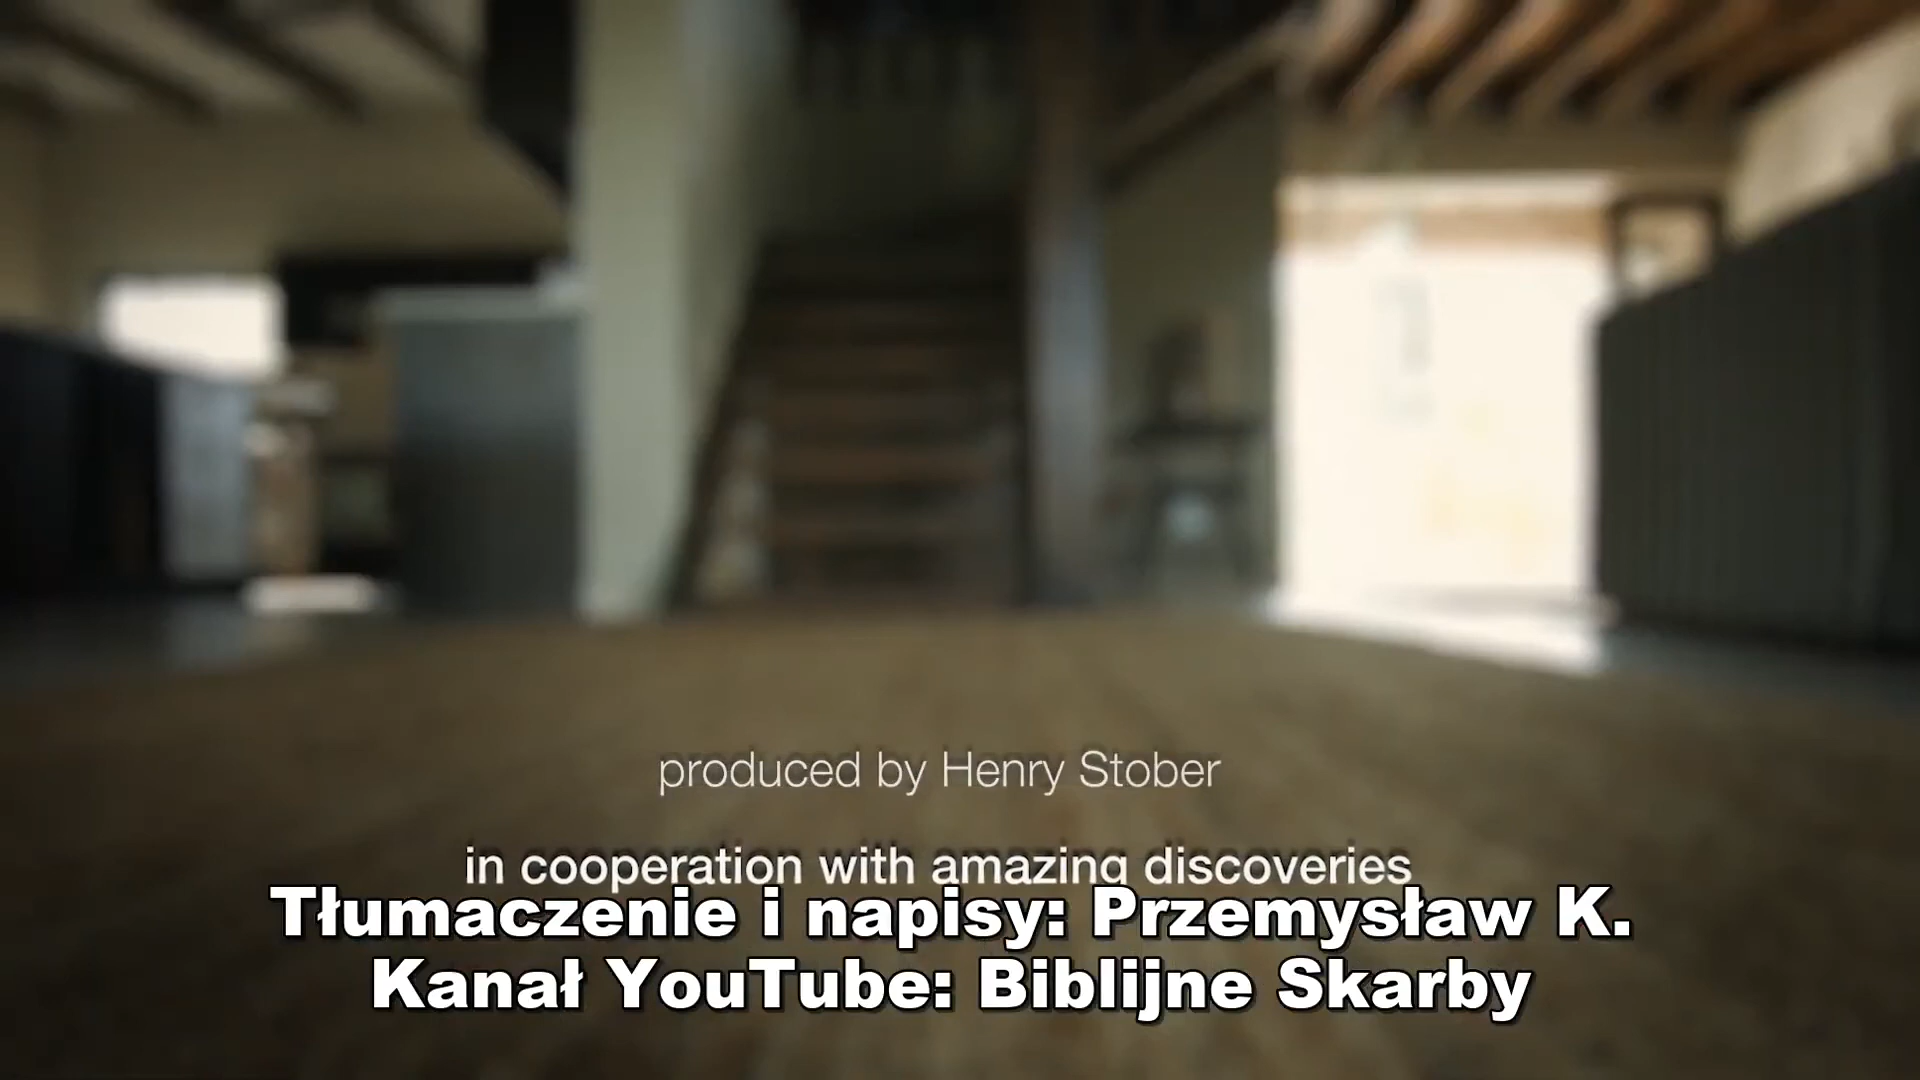 produced by Henry Stober
in cooperation with amazing discoveries
Tłumaczenie i napisy: Przemysław K.
Kanał YouTube: Biblijne Skarby